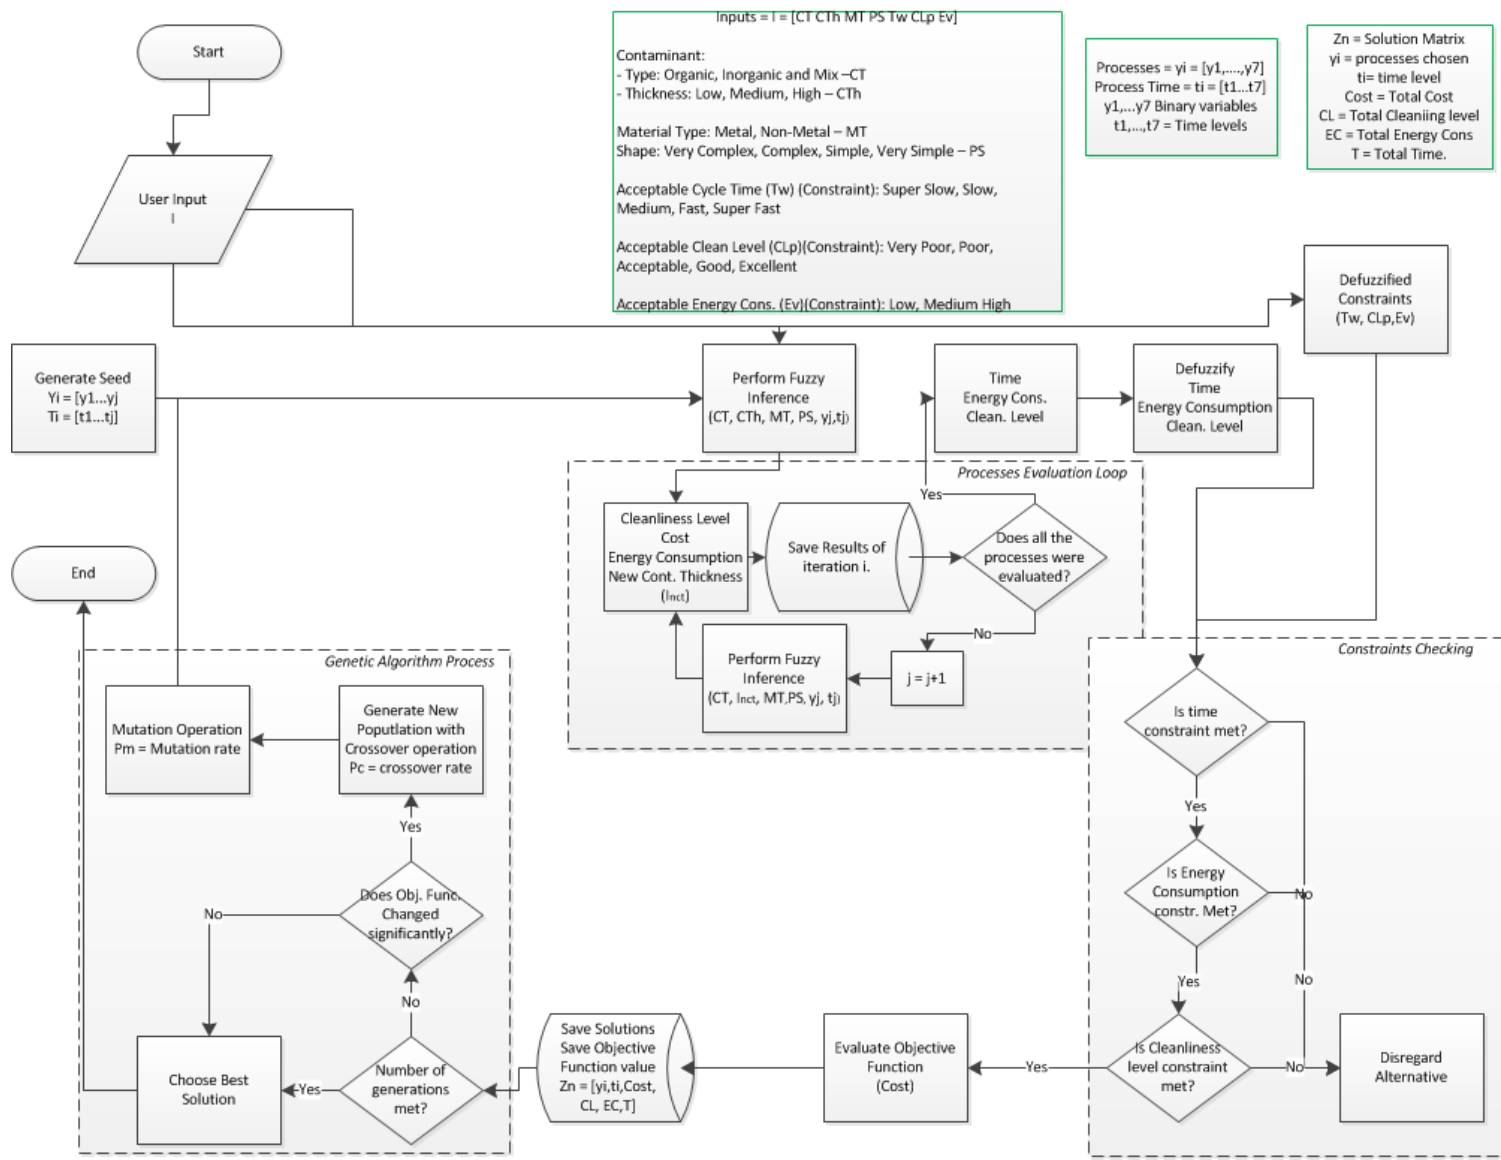 Start
User Input
I
Inputs = I = [CT CTh MT PS Tw CLp Ev]
Contaminant:
- Type: Organic, Inorganic and Mix –CT
- Thickness: Low, Medium, High – CTh
Material Type: Metal, Non-Metal – MT
Shape: Very Complex, Complex, Simple, Very Simple – PS
Acceptable Cycle Time (Tw) (Constraint): Super Slow, Slow,
Medium, Fast, Super Fast
Acceptable Clean Level (CLp)(Constraint): Very Poor, Poor,
Acceptable, Good, Excellent
Acceptable Energy Cons. (Ev)(Constraint): Low, Medium High
Processes = yi = [y1,....,y7]
Process Time = ti = [t1...t7]
y1,...y7 Binary variables
t1,...,t7 = Time levels
Zn = Solution Matrix
yi = processes chosen
ti= time level
Cost = Total Cost
CL = Total Cleaniing level
EC = Total Energy Cons
T = Total Time.
Defuzzified
Constraints
(Tw, CLp,Ev)
Generate Seed
Yi = [y1...yj
Ti = [t1...tj]
Perform Fuzzy
Inference
(CT, CTh, MT, PS, yj,tj)
Time
Energy Cons.
Clean. Level
Defuzzify
Time
Energy Consumption
Clean. Level
Processes Evaluation Loop
Yes
Cleanliness Level
Cost
Energy Consumption
New Cont. Thickness
(Inct)
Save Results of
iteration i.
Does all the
processes were
evaluated?
No
Perform Fuzzy
Inference
(CT, Inct, MT,PS, yj, tj)
j = j+1
End
Genetic Algorithm Process
Mutation Operation
Pm = Mutation rate
Generate New
Poputlation with
Crossover operation
Pc = crossover rate
Yes
Does Obj. Func.
Changed
significantly?
No
No
Choose Best
Solution
Yes
Number of
generations
met?
Save Solutions
Save Objective
Function value
Zn = [yi,ti,Cost,
CL, EC,T]
Evaluate Objective
Function
(Cost)
Yes
Constraints Checking
Is time
constraint met?
Yes
Is Energy
Consumption
constr. Met?
No
Yes
No
Is Cleanliness
level constraint
met?
No
Disregard
Alternative